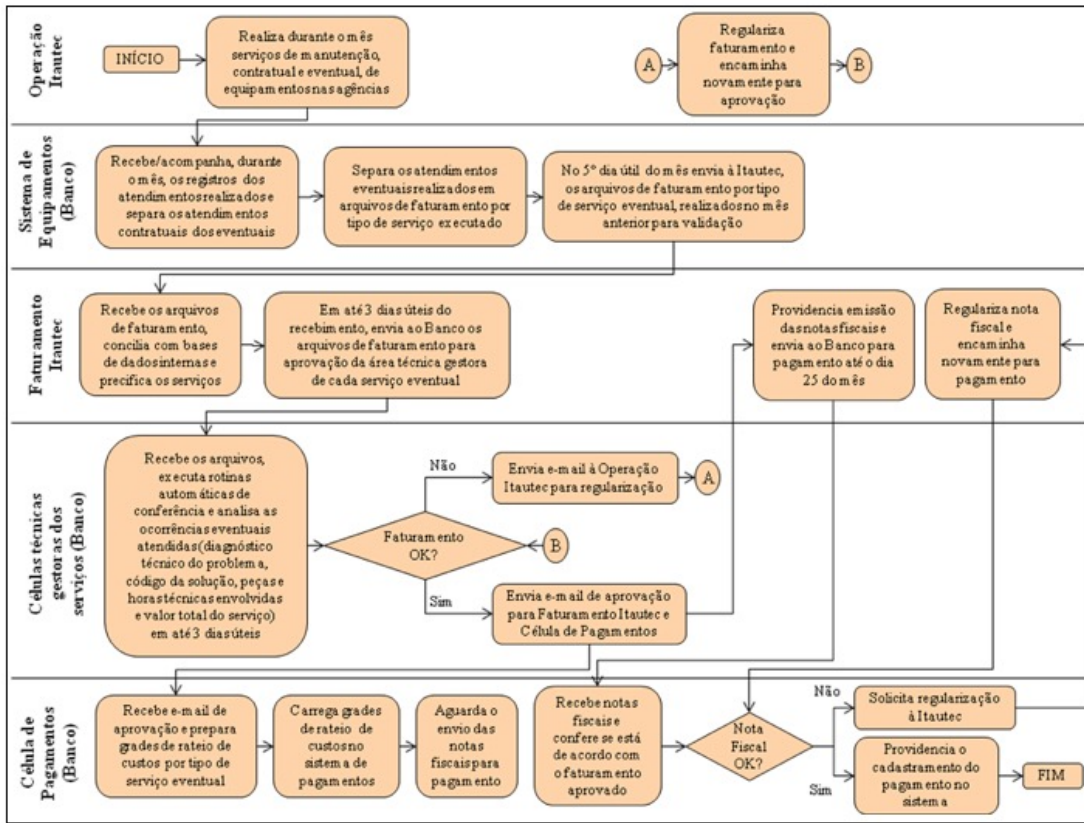 Operação
Itautec
INÍCIO
Realiza durante o mês
serviços de manutenção,
contratual e eventual, de
equipamentos nas agências
A
Regulariza
faturamento e
encaminha
novamente para
aprovação
B
Sistema de
Equipamentos
(Banco)
Recebe/acompanha, durante
o mês, os registros dos
atendimentos realizados e
separa os atendimentos
contratuais dos eventuais
Separa os atendimentos
eventuais realizados em
arquivos de faturamento por
tipo de serviço executado
No 5º dia útil do mês envia à Itautec,
os arquivos de faturamento por tipo
de serviço eventual, realizados no mês
anterior para validação
Faturamento
Itautec
Recebe os arquivos
de faturamento,
concilia com bases
de dados internas e
precifica os serviços
Em até 3 dias úteis do
recebimento, envia ao Banco os
arquivos de faturamento para
aprovação da área técnica gestora
de cada serviço eventual
Providencia emissão
das notas fiscais e
envia ao Banco para
pagamento até o dia
25 do mês
Regulariza nota
fiscal e
encaminha
novamente para
pagamento
Células técnicas
gestoras dos
serviços (Banco)
Recebe os arquivos,
executa rotinas
automáticas de
conferência e analisa as
ocorrências eventuais
atendidas(diagnóstico
técnico do problema,
código da solução, peças e
horas técnicas envolvidas
e valor total do serviço)
em até 3 dias úteis
Faturamento
OK?
Não
Envia e-mail à Operação
Itautec para regularização
A
B
Sim
Envia e-mail de aprovação
para Faturamento Itautec e
Célula de Pagamentos
Célula de
Pagamentos
(Banco)
Recebe e-mail de
aprovação e prepara
grades de rateio de
custos por tipo de
serviço eventual
Carrega grades
de rateio de
custos no
sistema de
pagamentos
Aguarda o
envio das
notas
fiscais para
pagamento
Recebe notas
fiscais e
confere se está
de acordo com
o faturamento
aprovado
Nota
Fiscal
OK?
Não
Solicita regularização
à Itautec
Sim
Providencia o
cadastramento do
pagamento no
sistema
FIM